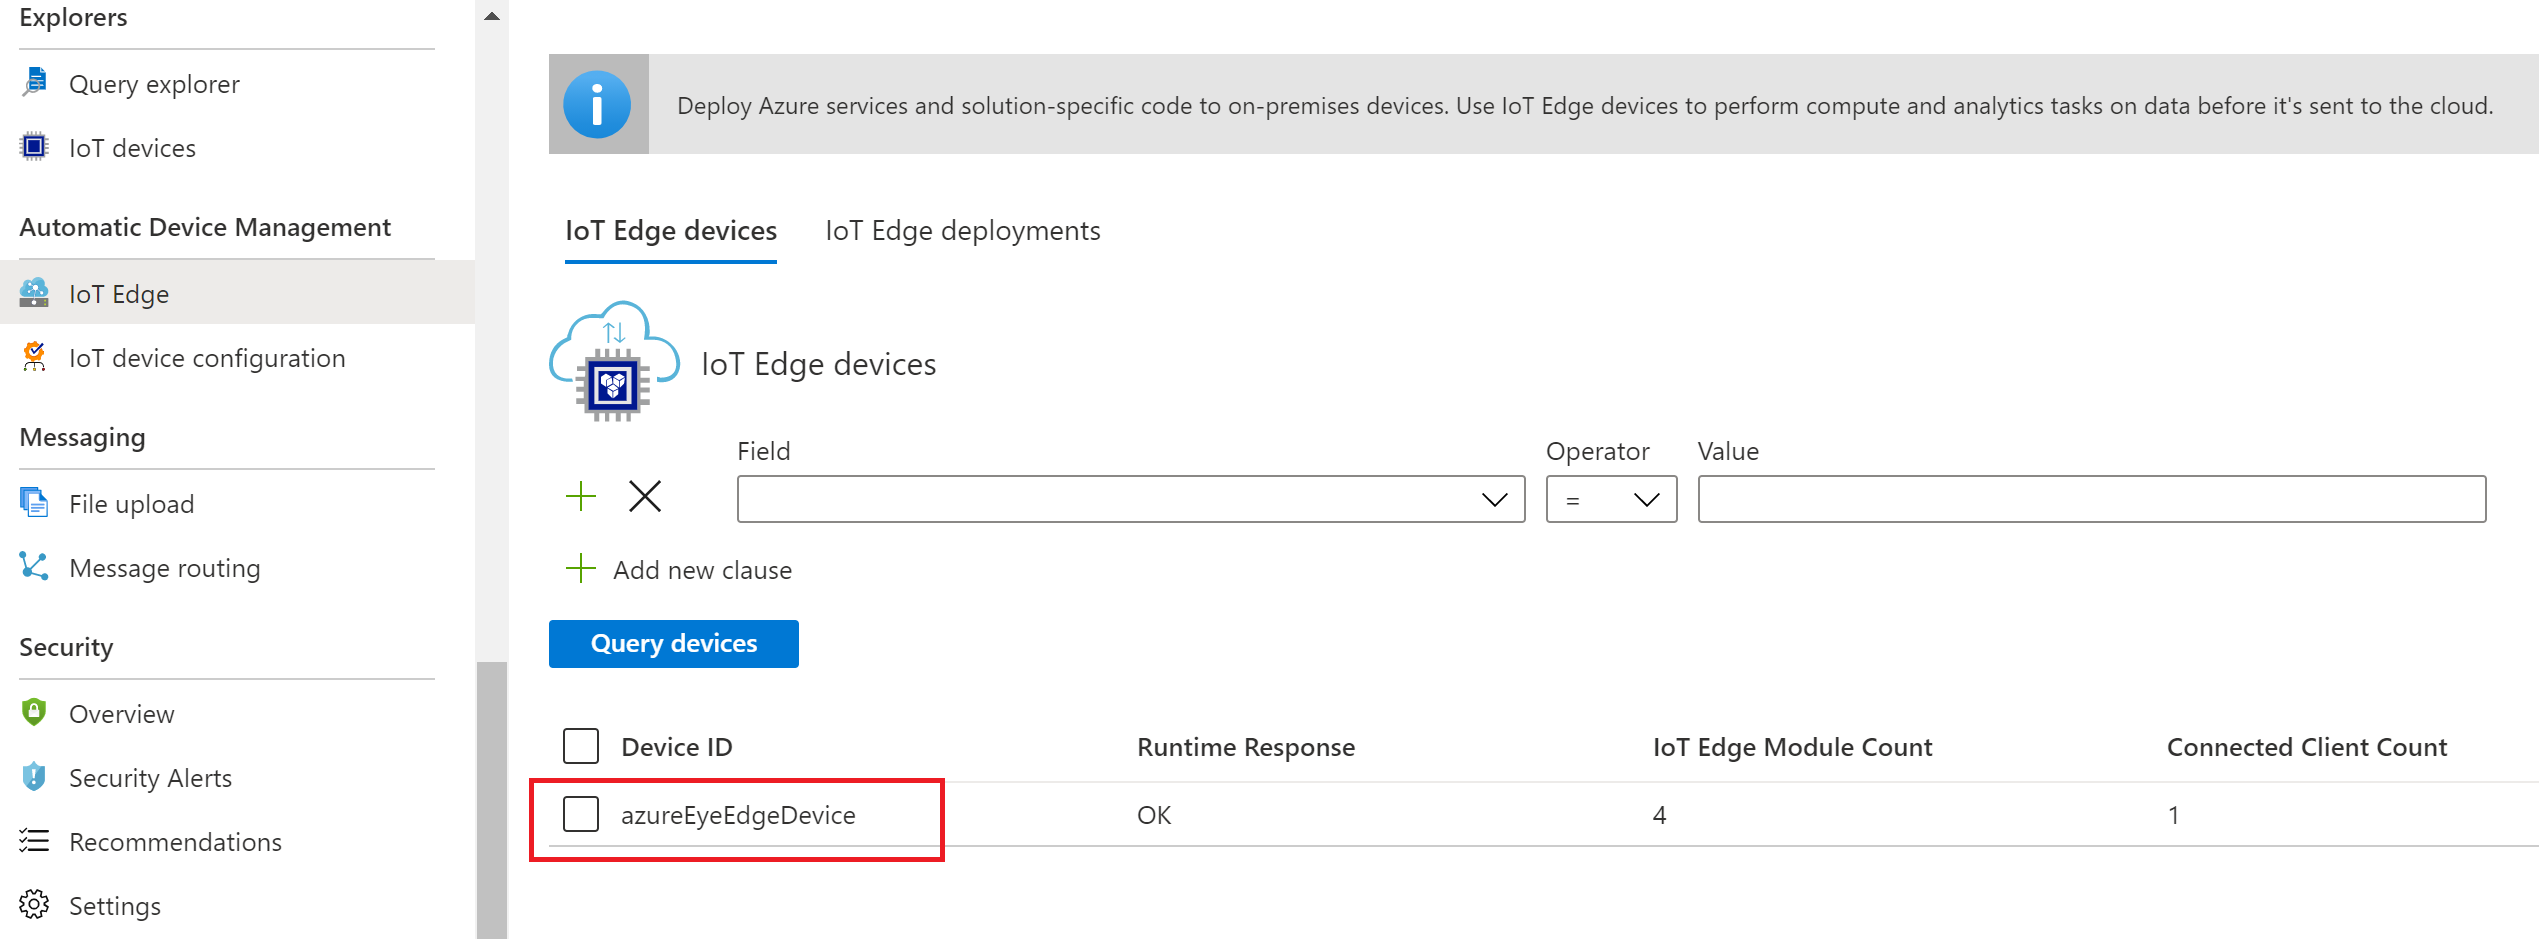 Explorers
Query explorer
IoT devices
Automatic Device Management
IoT Edge
IoT device configuration
Messaging
File upload
Message routing
Security
Overview
Security Alerts
Recommendations
Settings
Deploy Azure services and solution-specific code to on-premises devices. Use IoT Edge devices to perform compute and analytics tasks on data before it's sent to the cloud.
IoT Edge devices IoT Edge deployments
IoT Edge devices
Field Operator Value
=
Add new clause
Query devices
Device ID Runtime Response IoT Edge Module Count Connected Client Count
azureEyeEdgeDevice OK 4 1